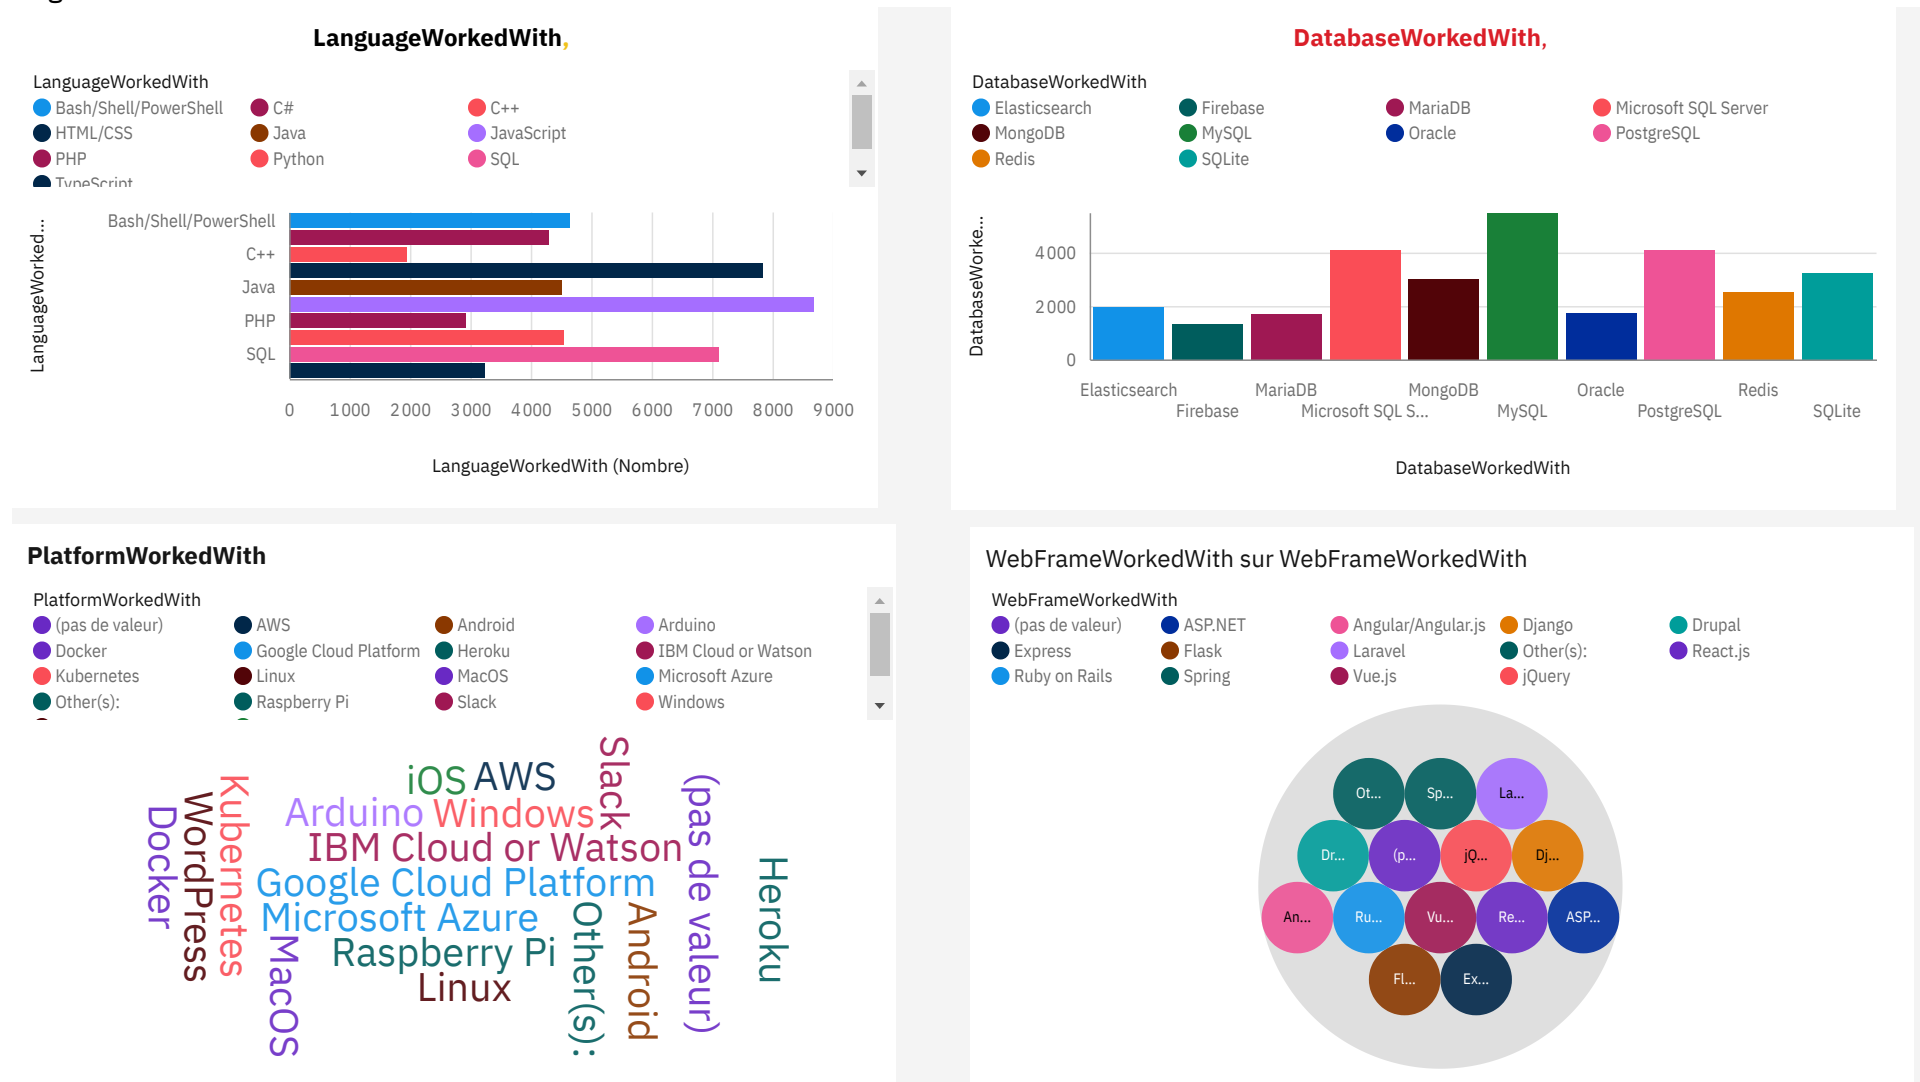 LanguageWorkedWith,
LanguageWorkedWith
Bash/Shell/PowerShell C# C++
HTML/CSS Java JavaScript
PHP Python SQL
TypeScript
LanguageWorked...
Bash/Shell/PowerShell
C++
Java
PHP
SQL
0 1000 2000 3000 4000 5000 6000 7000 8000 9000
LanguageWorkedWith (Nombre)
DatabaseWorkedWith,
DatabaseWorkedWith
Elasticsearch Firebase MariaDB Microsoft SQL Server
MongoDB MySQL Oracle PostgreSQL
Redis SQLite
DatabaseWorke...
4000
2000
0
Elasticsearch MariaDB MongoDB Oracle Redis
Firebase Microsoft SQL S... MySQL PostgreSQL SQLite
DatabaseWorkedWith
PlatformWorkedWith
PlatformWorkedWith
(pas de valeur) AWS Android Arduino
Docker Google Cloud Platform Heroku IBM Cloud or Watson
Kubernetes Linux MacOS Microsoft Azure
Other(s): Raspberry Pi Slack Windows
Docker
WordPress
Kubernetes
iOS
AWS
Slack
Arduino
Windows
IBM Cloud or Watson
Google Cloud Platform
Microsoft Azure
MacOS
Raspberry Pi
Linux
Other(s):
Android
(pas de valeur)
Heroku
WebFrameWorkedWith sur WebFrameWorkedWith
WebFrameWorkedWith
(pas de valeur) ASP.NET Angular/Angular.js Django Drupal
Express Flask Laravel Other(s): React.js
Ruby on Rails Spring Vue.js jQuery
Ot... Sp... La...
Dr... (p... jQ... Dj...
An... Ru... Vu... Re... ASP...
Fl... Ex...